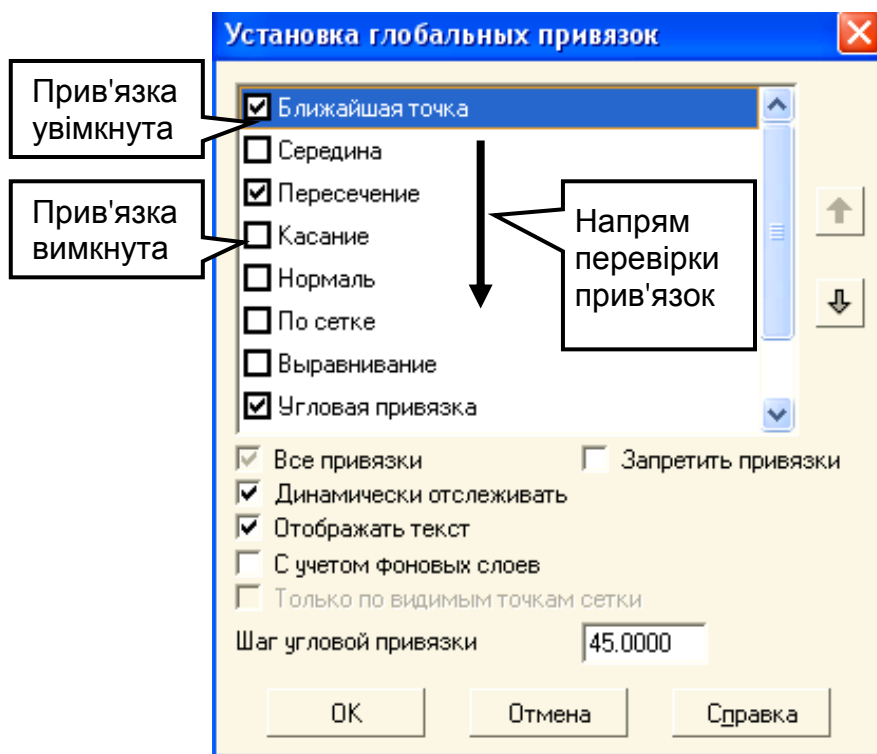 Установка глобальных привязок
Прив'язка
увімкнута
Ближайшая точка
Середина
Пересечение
Прив'язка
вимкнута
Касание
Нормаль
По сетке
Выравнивание
Угловая привязка
Напрям
перевірки
прив'язок
Все привязки
Запретить привязки
Динамически отслеживать
Отображать текст
С учетом фоновых слоев
Только по видимым точкам сетки
Шаг угловой привязки 45.0000
OK Отмена Справка